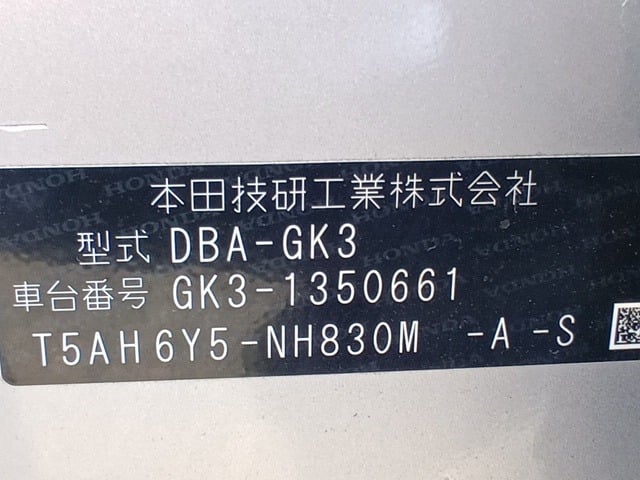 本田技研工業株式会社
型式 DBA-GK3
車台番号 GK3-1350661
T5AH6Y5-NH830M -A -S